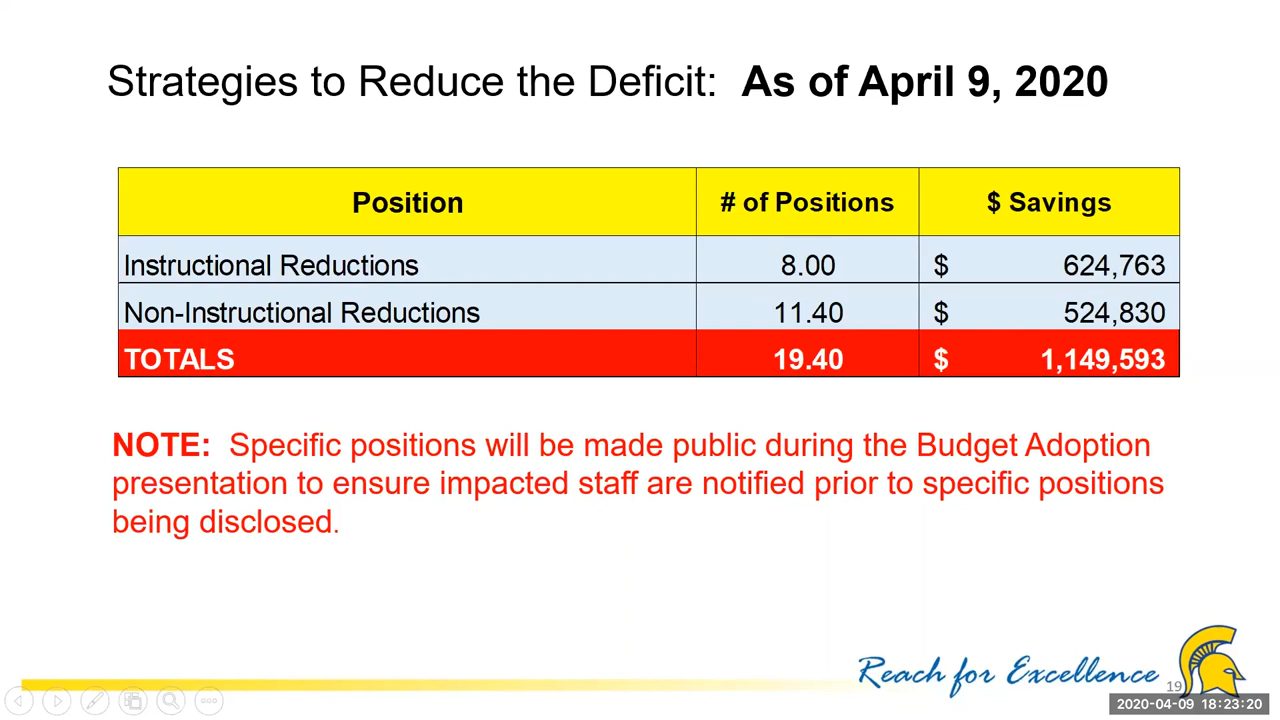 Strategies to Reduce the Deficit: As of April 9, 2020
Position # of Positions $ Savings
Instructional Reductions 8.00 $ 624,763
Non-Instructional Reductions 11.40 $ 524,830
TOTALS 19.40 $ 1,149,593
NOTE: Specific positions will be made public during the Budget Adoption
presentation to ensure impacted staff are notified prior to specific positions
being disclosed.
Reach for Excellence
19
2020-04-09 18:23:20